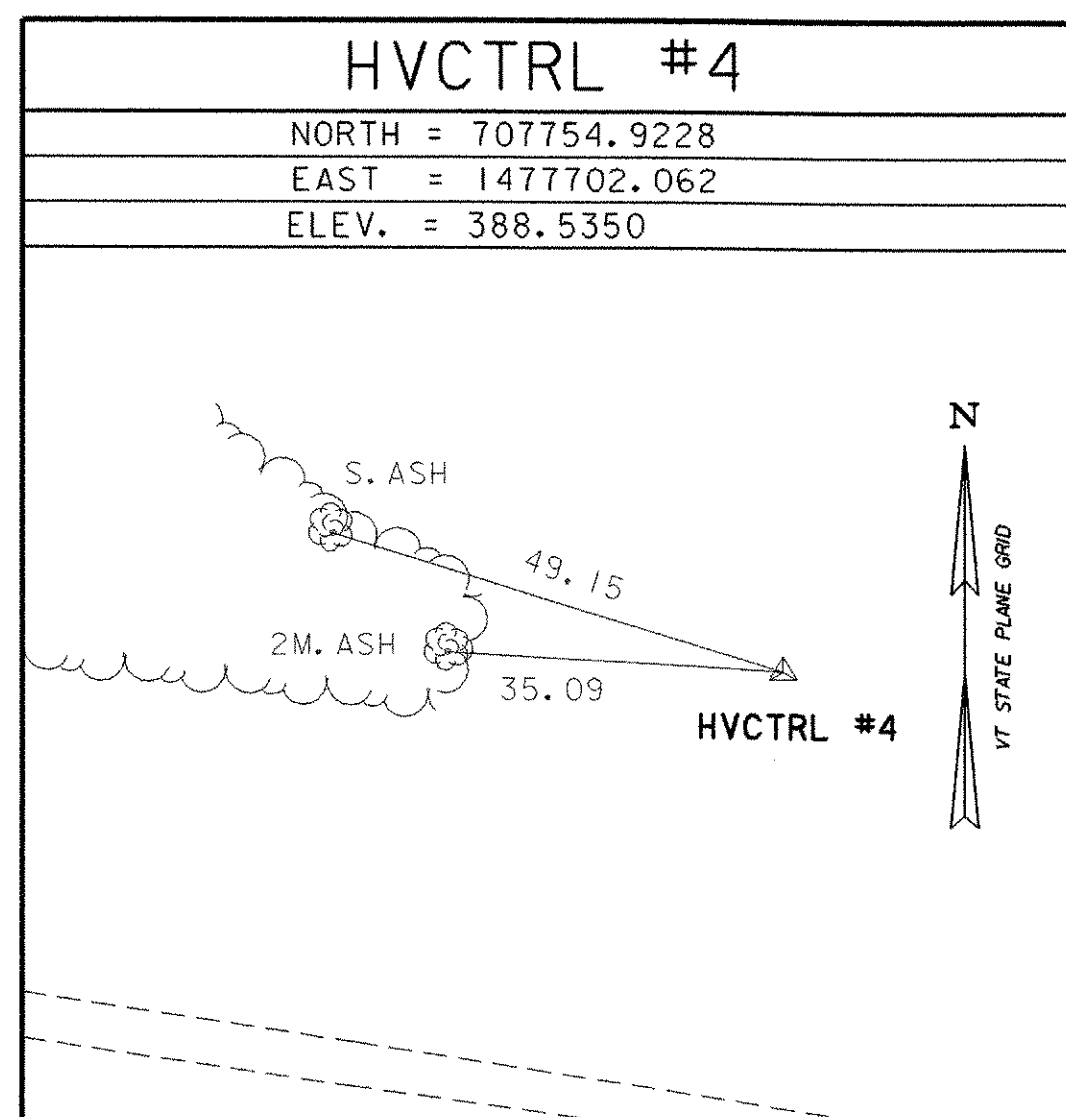 HVCTRL #4
NORTH = 707754.9228
EAST = 1477702.062
ELEV. = 388.5350
N
S. ASH
49.15
VT STATE PLANE GRID
2M. ASH
35.09
HVCTRL #4